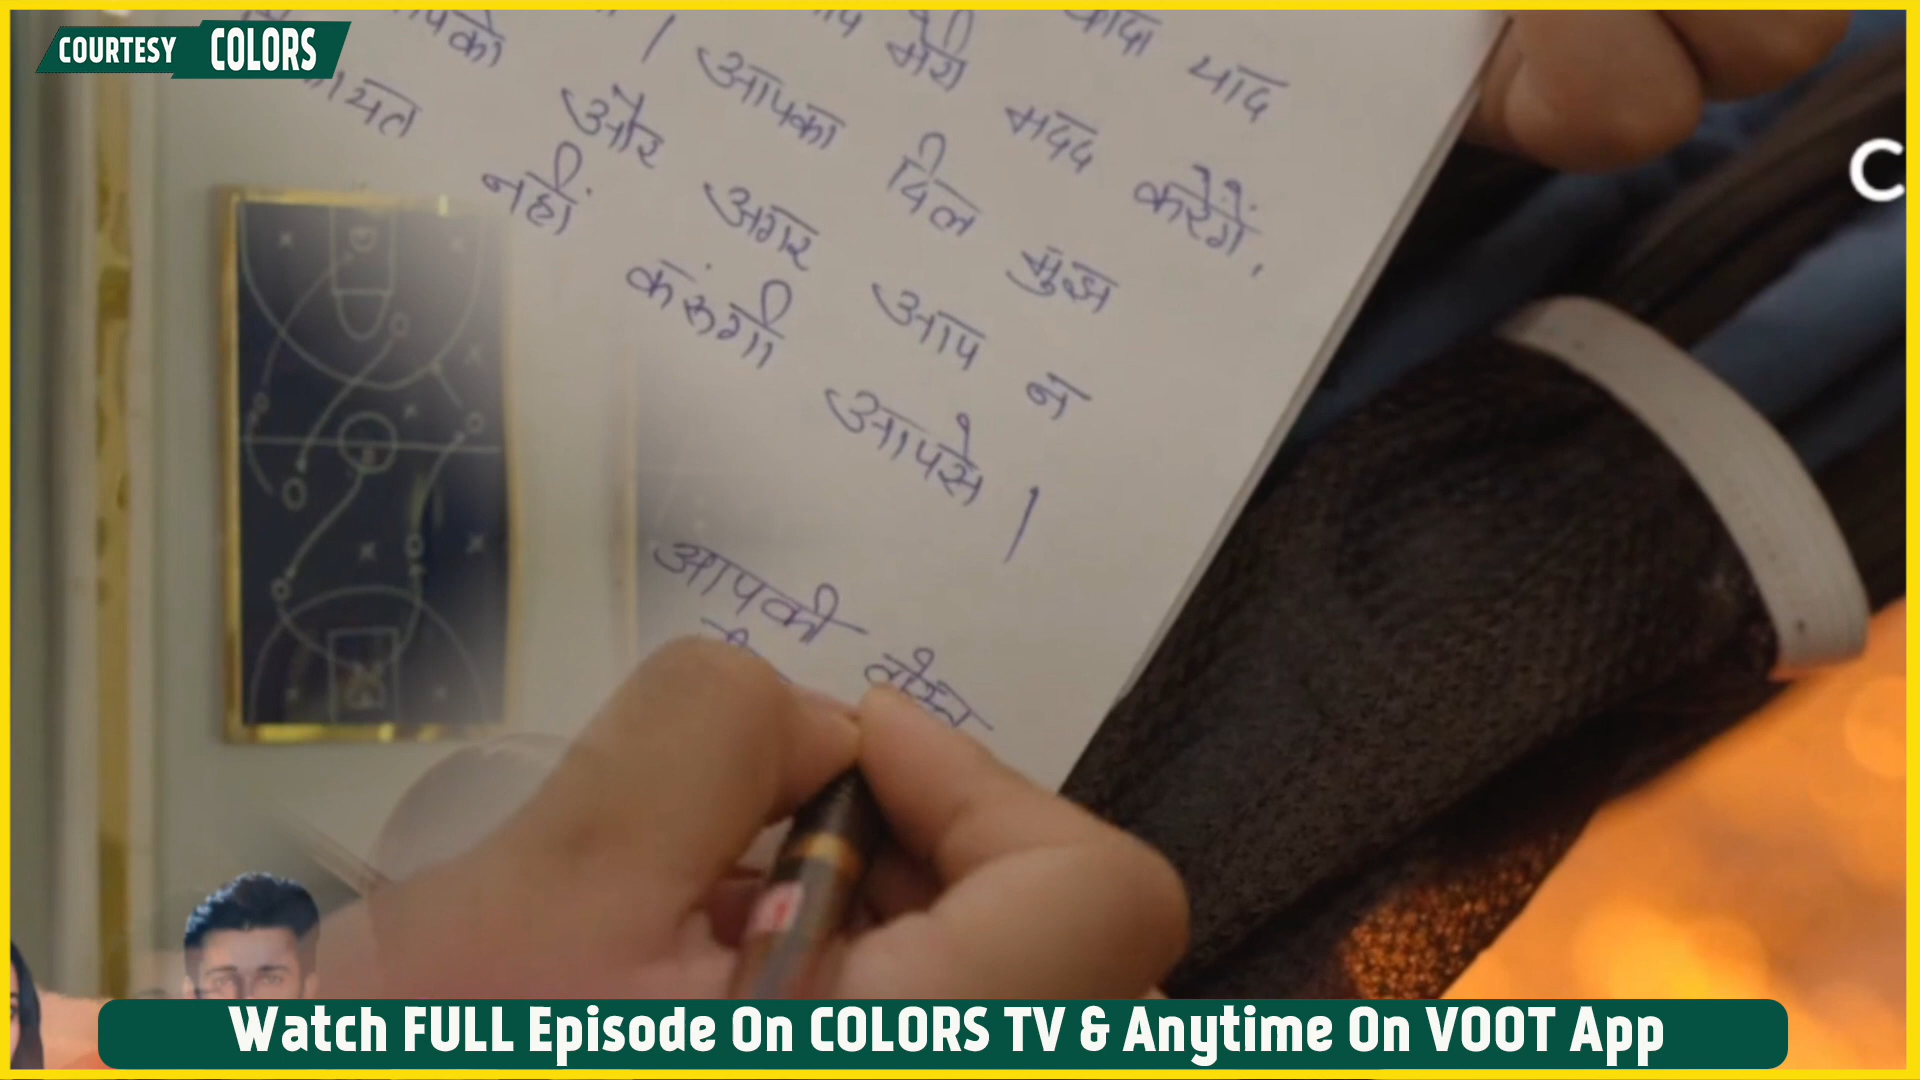 COURTESY COLORS
वादा याद
मेरी मदद करेंगे,
। आपका दिल मुझ
और अगर आप न
नहीं करूंगी आपसे ।
आपकी दोस्त
C
Watch FULL Episode On COLORS TV & Anytime On VOOT App